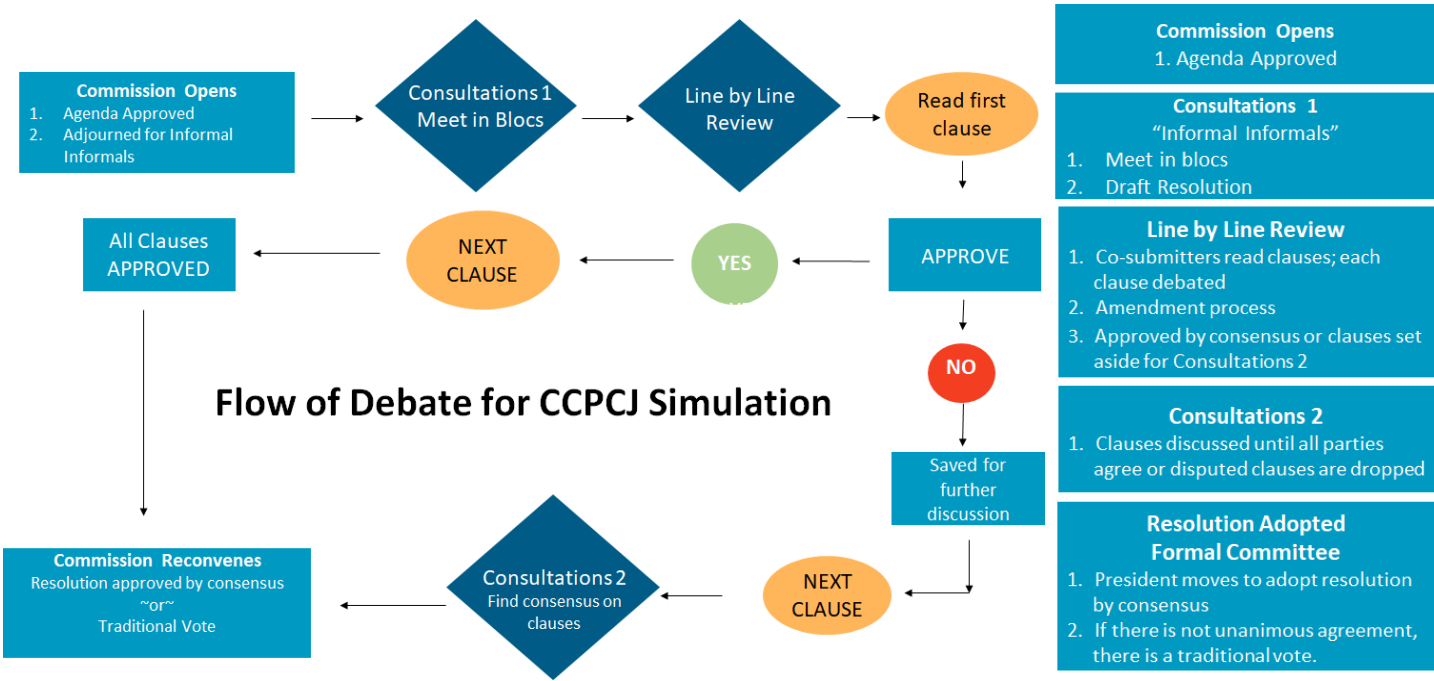 Commission Opens
1. Agenda Approved
2. Adjourned for Informal
Informals
Consultations 1
Meet in Blocs
Line by Line
Review
Read first
clause
All Clauses
APPROVED
NEXT
CLAUSE
YES
APPROVE
NO
Flow of Debate for CCPCJ Simulation
Saved for
further
discussion
Commission Reconvenes
Resolution approved by consensus
~or~
Traditional Vote
Consultations 2
Find consensus on
clauses
NEXT
CLAUSE
Commission Opens
1. Agenda Approved
Consultations 1
“Informal Informals”
1. Meet in blocs
2. Draft Resolution
Line by Line Review
1. Co-submitters read clauses; each
clause debated
2. Amendment process
3. Approved by consensus or clauses set
aside for Consultations 2
Consultations 2
1. Clauses discussed until all parties
agree or disputed clauses are dropped
Resolution Adopted
Formal Committee
1. President moves to adopt resolution
by consensus
2. If there is not unanimous agreement,
there is a traditional vote.